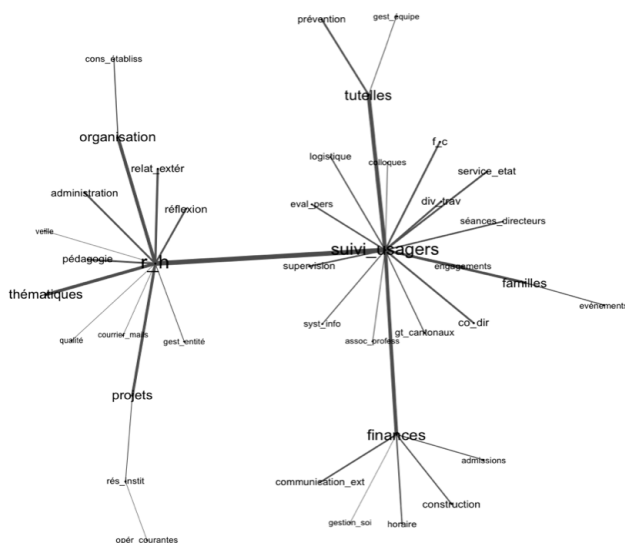 prévention
gest_équipe
cons_établiss
tutelles
organisation
f_c
logistique
colloques
relat_extér
service_etat
administration
eval_pers
div_trav
réflexion
séances_directeurs
veille
suivi_usagers
pédagogie
r_h
supervision
engagements
familles
thématiques
evènements
syst_info
co_dir
courrier_mails
gt_cantonaux
qualité
gest_entité
assoc_profess
projets
finances
admissions
rés_instit
communication_ext
construction
gestion_soi
horaire
opér_courantes